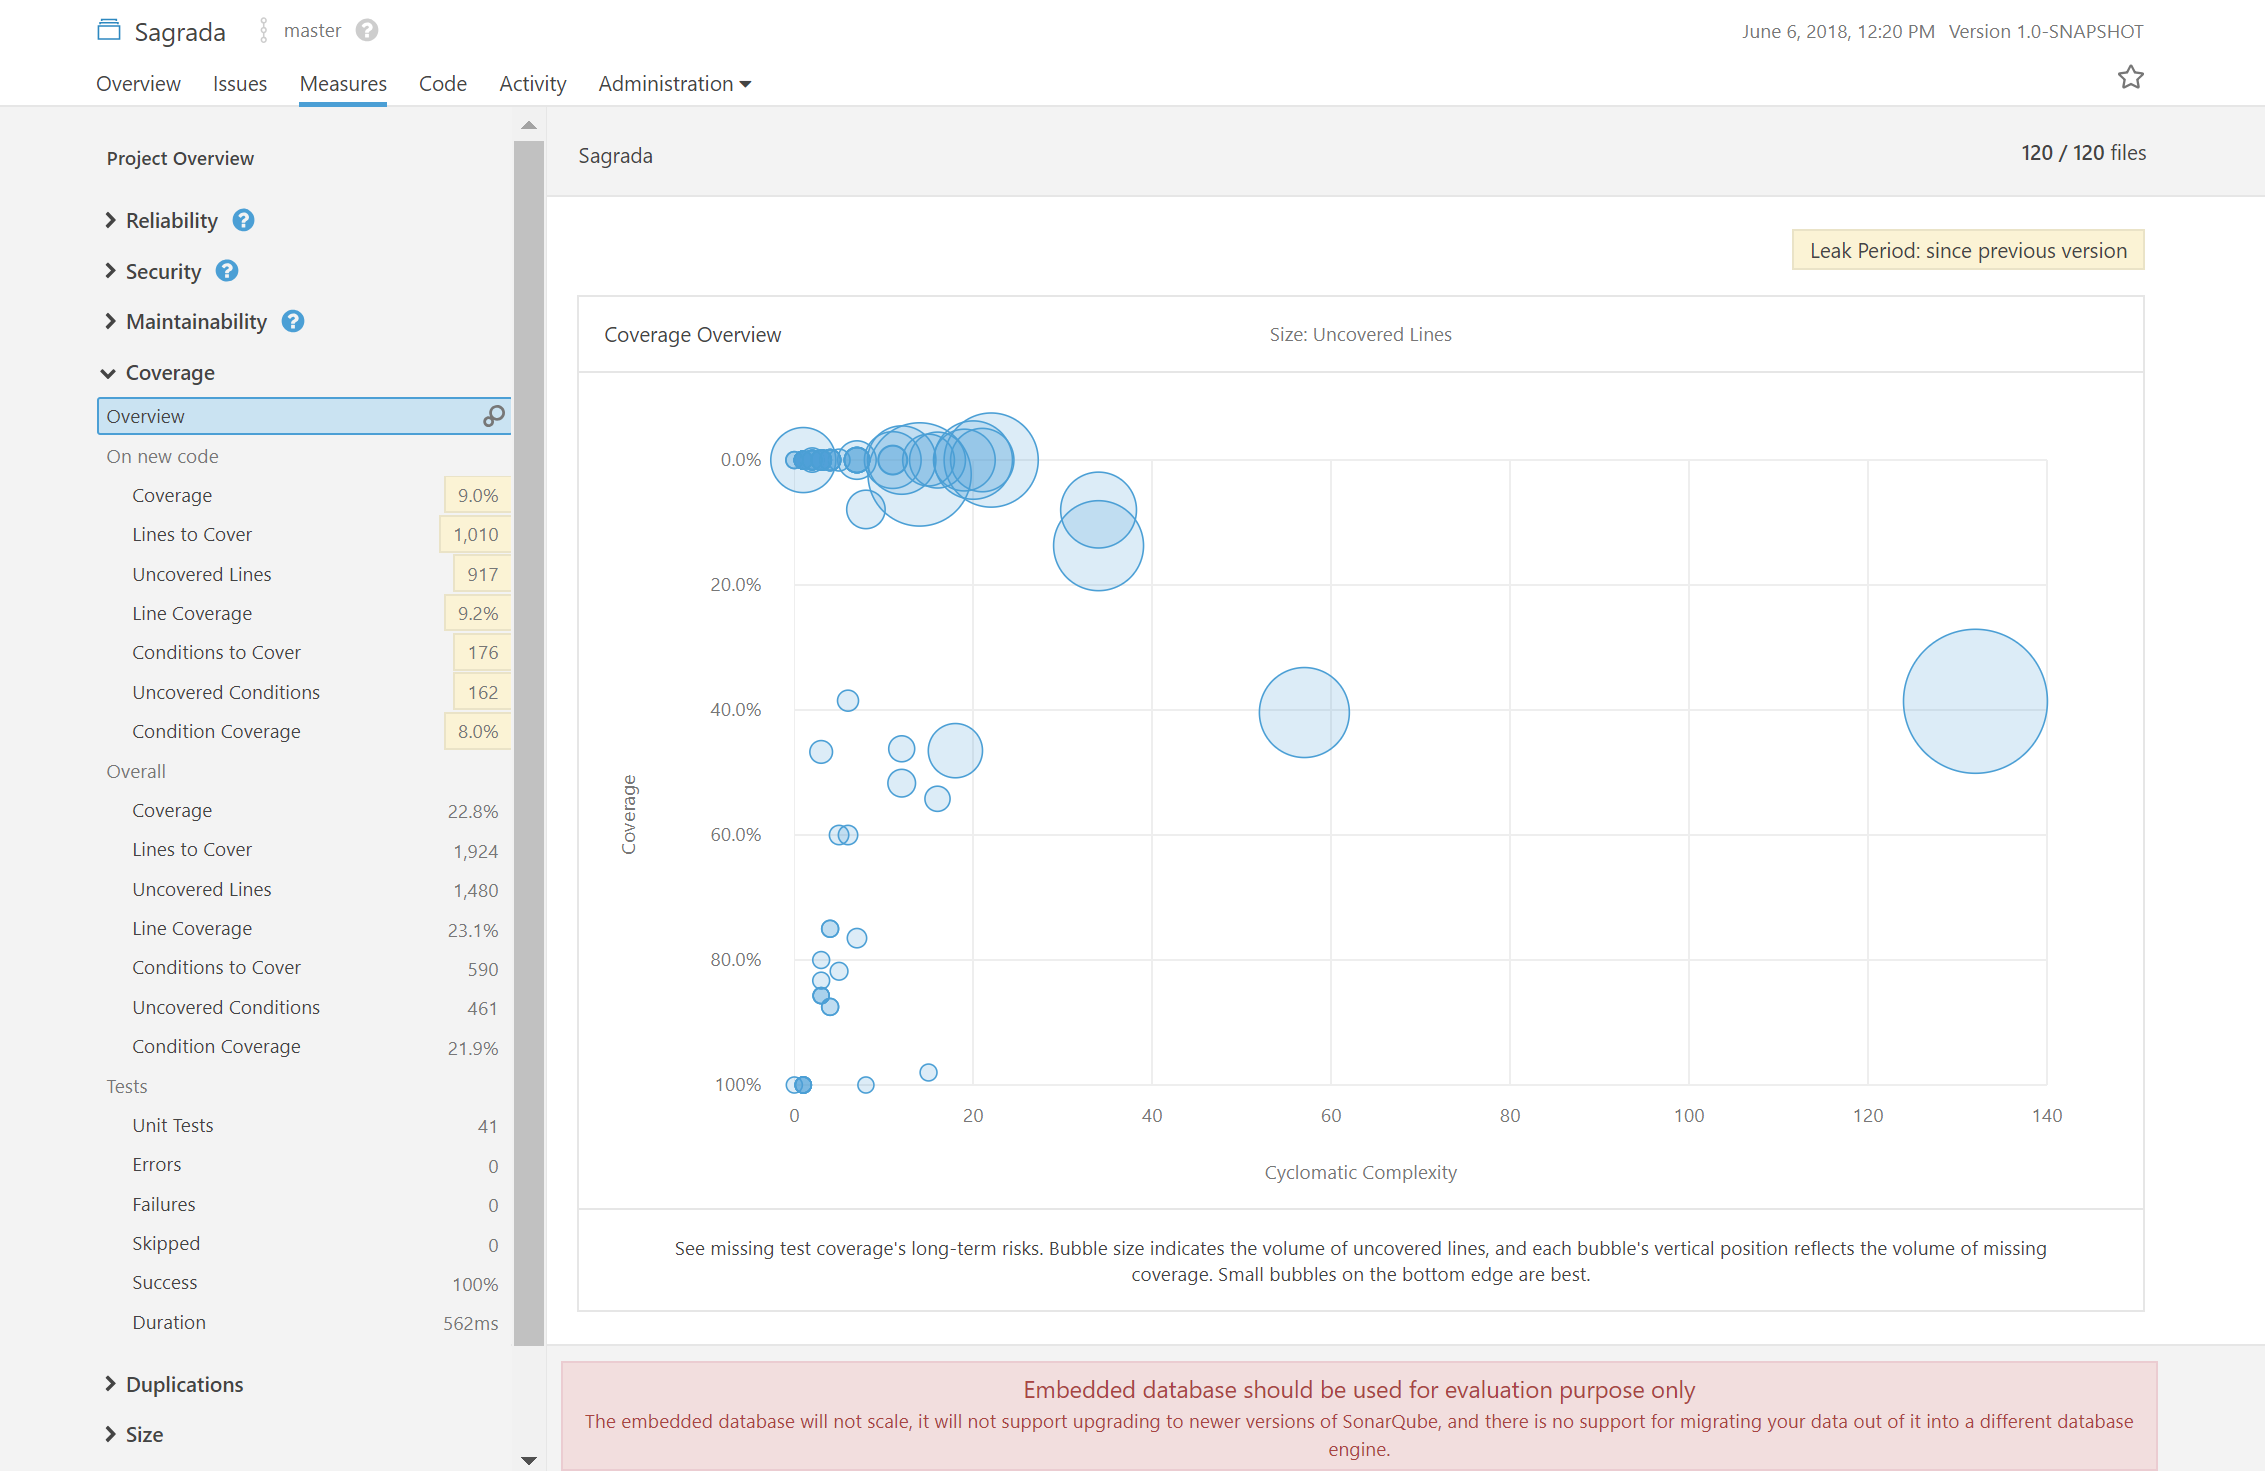 Sagrada master ?
June 6, 2018, 12:20 PM Version 1.0-SNAPSHOT
Overview Issues Measures Code Activity Administration
Project Overview
Reliability ?
Security ?
Maintainability ?
Coverage
Overview
On new code
Coverage 9.0%
Lines to Cover 1,010
Uncovered Lines 917
Line Coverage 9.2%
Conditions to Cover 176
Uncovered Conditions 162
Condition Coverage 8.0%
Overall
Coverage 22.8%
Lines to Cover 1,924
Uncovered Lines 1,480
Line Coverage 23.1%
Conditions to Cover 590
Uncovered Conditions 461
Condition Coverage 21.9%
Tests
Unit Tests 41
Errors 0
Failures 0
Skipped 0
Success 100%
Duration 562ms
Duplications
Size
Sagrada
120 / 120 files
Leak Period: since previous version
Coverage Overview
Size: Uncovered Lines
0.0%
20.0%
40.0%
60.0%
80.0%
100%
Coverage
0 20 40 60 80 100 120 140
Cyclomatic Complexity
See missing test coverage's long-term risks. Bubble size indicates the volume of uncovered lines, and each bubble's vertical position reflects the volume of missing
coverage. Small bubbles on the bottom edge are best.
Embedded database should be used for evaluation purpose only
The embedded database will not scale, it will not support upgrading to newer versions of SonarQube, and there is no support for migrating your data out of it into a different database
engine.